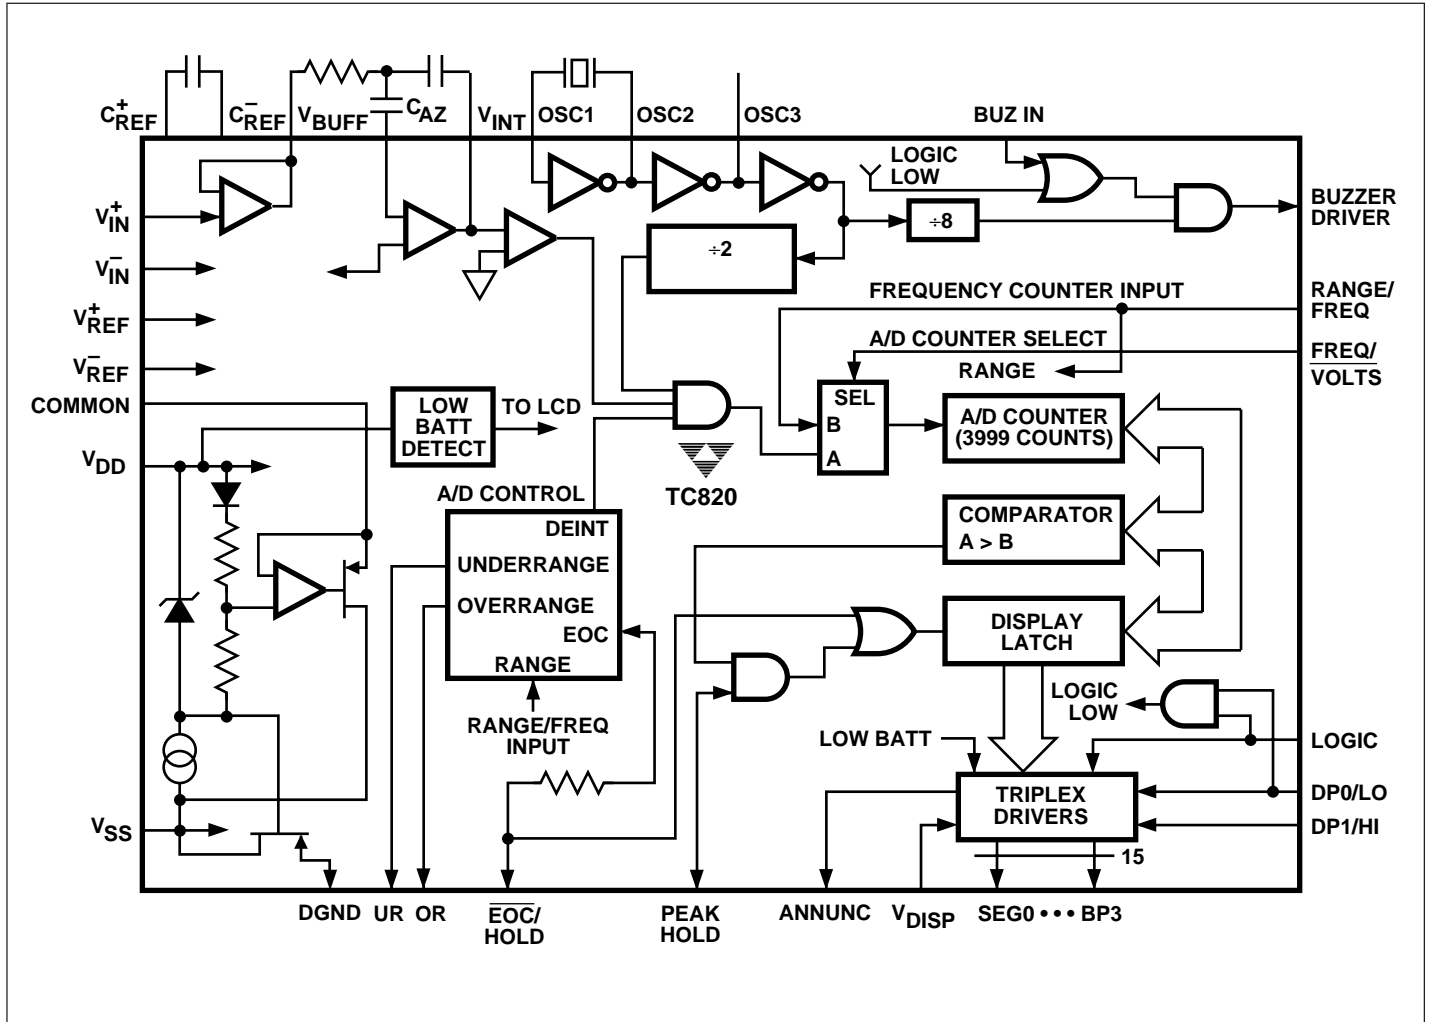 C+REF
C−REF
VBUFF
CAZ
VINT
OSC1
OSC2
OSC3
BUZ IN
LOGIC
LOW
BUZZER
DRIVER
V+IN
V−IN
V+REF
V−REF
÷8
÷2
FREQUENCY COUNTER INPUT
RANGE/
FREQ
A/D COUNTER SELECT
FREQ/
VOLTS
RANGE
COMMON
LOW
BATT
DETECT
TO LCD
SEL
B
A
A/D COUNTER
(3999 COUNTS)
VDD
TC820
A/D CONTROL
DEINT
UNDERRANGE
OVERRANGE
EOC
RANGE
COMPARATOR
A > B
DISPLAY
LATCH
RANGE/FREQ
INPUT
LOGIC
LOW
LOW BATT
LOGIC
TRIPLEX
DRIVERS
DP0/LO
DP1/HI
VSS
15
DGND
UR
OR
EOC/
HOLD
PEAK
HOLD
ANNUNC
VDISP
SEG0 • • • BP3